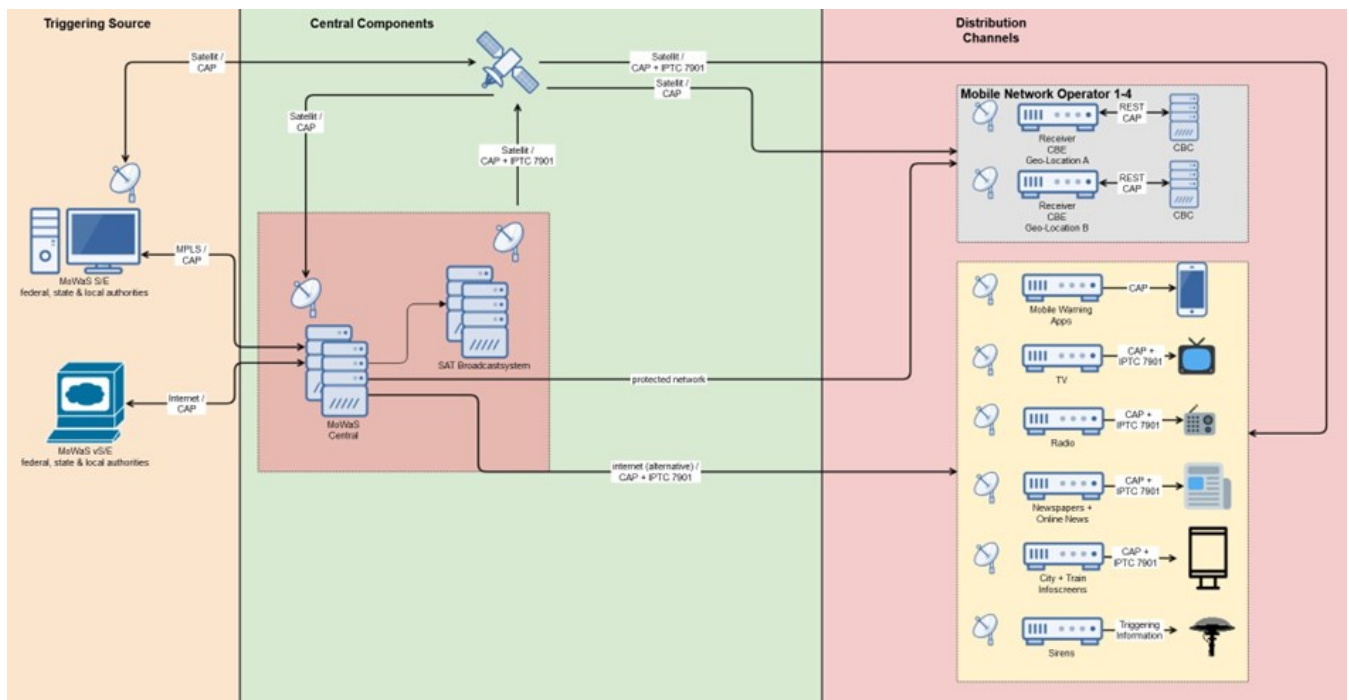 Triggering Source
Central Components
Distribution
Channels
Satellit /
CAP
Satellit /
CAP + IPTC 7901
Satellit /
CAP
Satellit /
CAP
Satellit /
CAP + IPTC 7901
Mobile Network Operator 1-4
REST
CAP
Receiver
CBE
Geo-Location A
CBC
REST
CAP
Receiver
CBE
Geo-Location B
CBC
MPLS /
CAP
MoWaS S/E
federal, state & local authorities
Internet /
CAP
MoWaS vS/E
federal, state & local authorities
SAT Broadcastsystem
MoWaS
Central
protected network
internet (alternative) /
CAP + IPTC 7901
CAP
Mobile Warning
Apps
CAP +
IPTC 7901
TV
CAP +
IPTC 7901
Radio
CAP +
IPTC 7901
Newspapers +
Online News
CAP +
IPTC 7901
City + Train
Infoscreens
Triggering
Information
Sirens